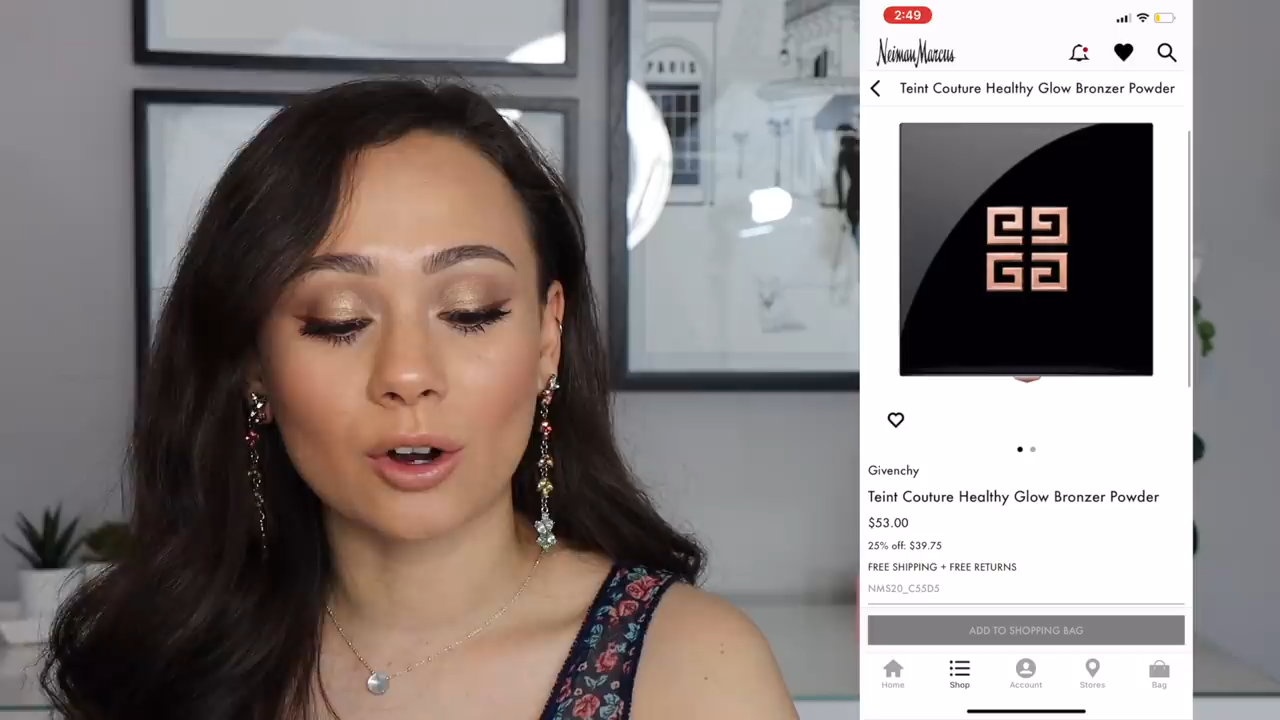 PARIS
2:49
Neiman Marcus
Teint Couture Healthy Glow Bronzer Powder
Givenchy
Teint Couture Healthy Glow Bronzer Powder
$53.00
25% off: $39.75
FREE SHIPPING + FREE RETURNS
NMS20_C55D5
ADD TO SHOPPING BAG
Home Shop Account Stores Bag